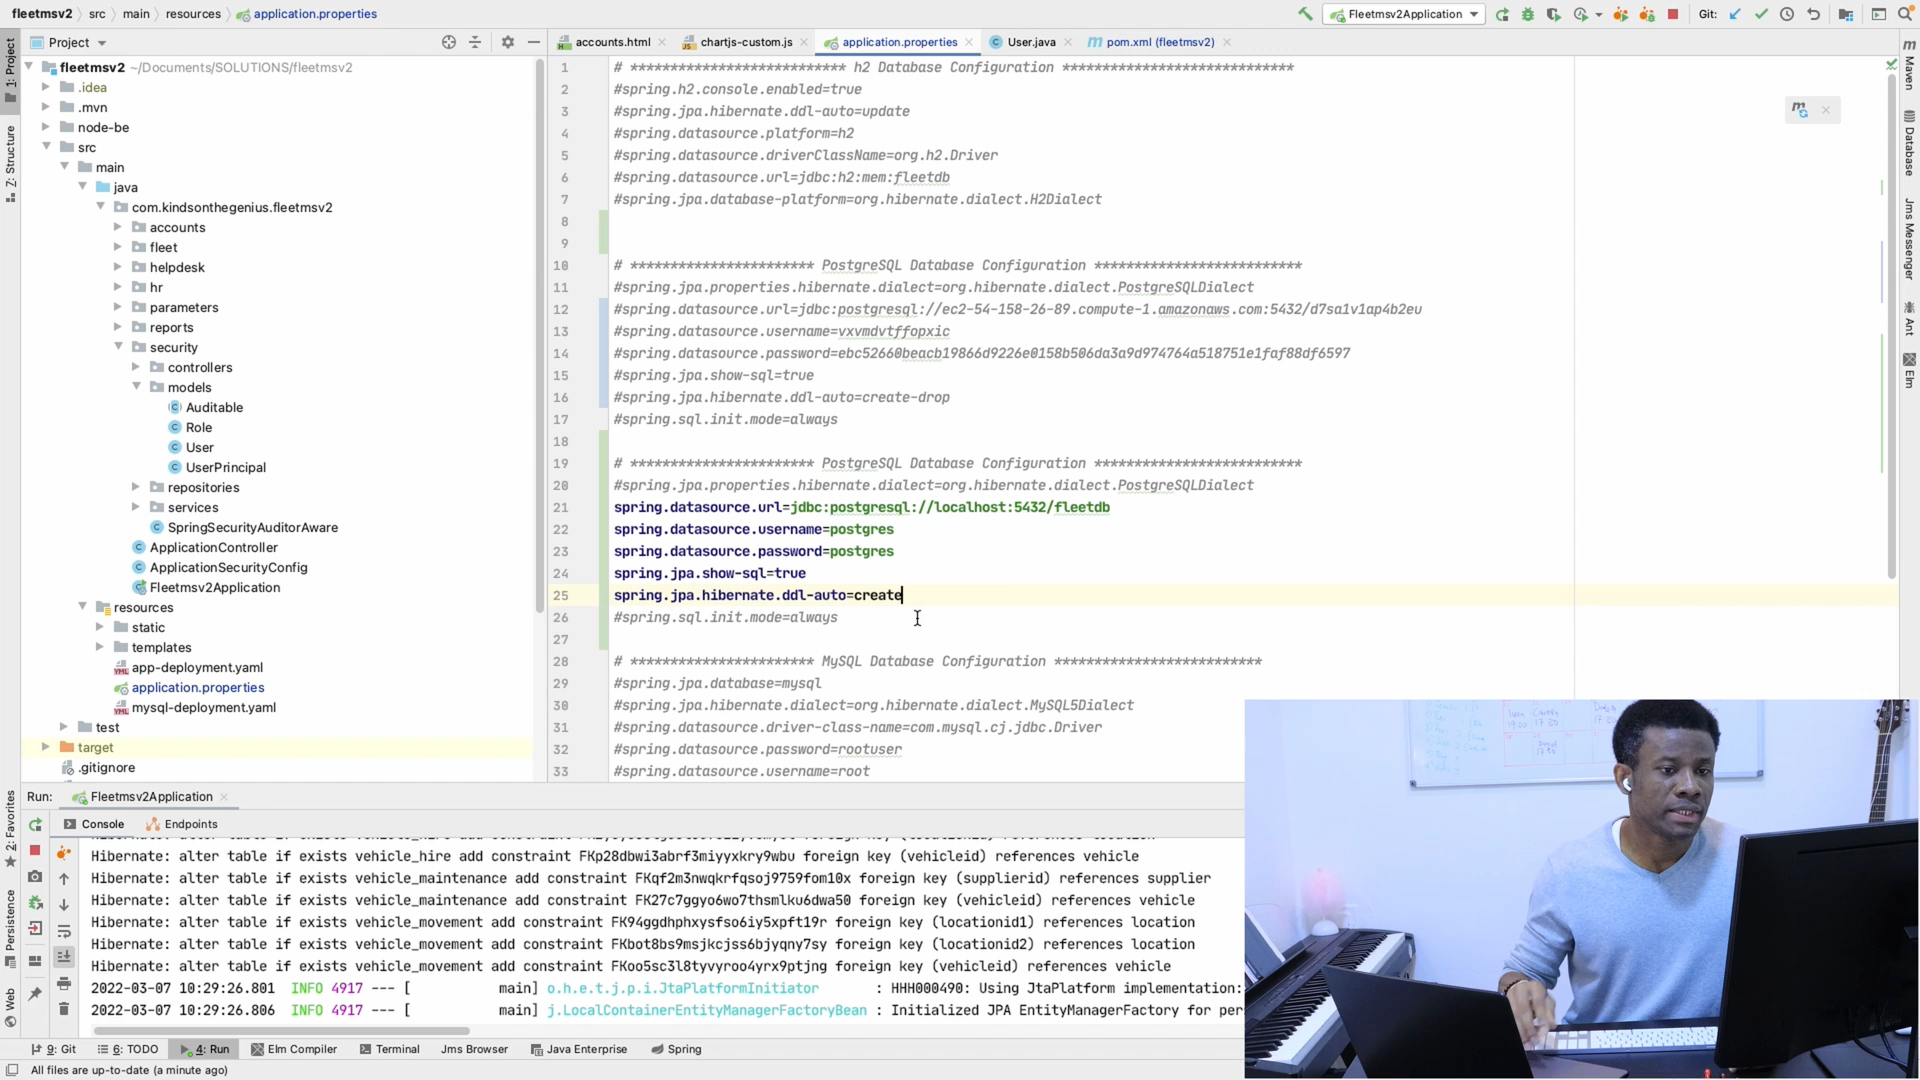 fleetmsv2
src
main
resources
application.properties
Fleetmsv2Application
Git:
Project
accounts.html
chartjs-custom.js
application.properties
User.java
pom.xml (fleetmsv2)
1: Project
Z: Structure
2: Favorites
Persistence
Web
fleetmsv2 ~/Documents/SOLUTIONS/fleetmsv2
.idea
.mvn
node-be
src
main
java
com.kindsonthegenius.fleetmsv2
accounts
fleet
helpdesk
hr
parameters
reports
security
controllers
models
Auditable
Role
User
UserPrincipal
repositories
services
SpringSecurityAuditorAware
ApplicationController
ApplicationSecurityConfig
Fleetmsv2Application
resources
static
templates
app-deployment.yaml
application.properties
mysql-deployment.yaml
test
target
.gitignore
1 # *************************** h2 Database Configuration *****************************
2 #spring.h2.console.enabled=true
3 #spring.jpa.hibernate.ddl-auto=update
4 #spring.datasource.platform=h2
5 #spring.datasource.driverClassName=org.h2.Driver
6 #spring.datasource.url=jdbc:h2:mem:fleetdb
7 #spring.jpa.database-platform=org.hibernate.dialect.H2Dialect
8
9
10 # *********************** PostgreSQL Database Configuration **************************
11 #spring.jpa.properties.hibernate.dialect=org.hibernate.dialect.PostgreSQLDialect
12 #spring.datasource.url=jdbc:postgresql://ec2-54-158-26-89.compute-1.amazonaws.com:5432/d7sa1v1ap4b2eu
13 #spring.datasource.username=vxvmdvtffopxic
14 #spring.datasource.password=ebc52660beacb19866d9226e0158b506da3a9d974764a518751e1faf88df6597
15 #spring.jpa.show-sql=true
16 #spring.jpa.hibernate.ddl-auto=create-drop
17 #spring.sql.init.mode=always
18
19 # *********************** PostgreSQL Database Configuration **************************
20 #spring.jpa.properties.hibernate.dialect=org.hibernate.dialect.PostgreSQLDialect
21 spring.datasource.url=jdbc:postgresql://localhost:5432/fleetdb
22 spring.datasource.username=postgres
23 spring.datasource.password=postgres
24 spring.jpa.show-sql=true
25 spring.jpa.hibernate.ddl-auto=create
26 #spring.sql.init.mode=always
27
28 # *********************** MySQL Database Configuration **************************
29 #spring.jpa.database=mysql
30 #spring.jpa.hibernate.dialect=org.hibernate.dialect.MySQL5Dialect
31 #spring.datasource.driver-class-name=com.mysql.cj.jdbc.Driver
32 #spring.datasource.password=rootuser
33 #spring.datasource.username=root
Maven
Database
Jms Messenger
Ant
Elm
Run: Fleetmsv2Application
Console
Endpoints
Hibernate: alter table if exists vehicle_hire add constraint FKp28dbwi3abrf3miyyxkry9wbu foreign key (vehicleid) references vehicle
Hibernate: alter table if exists vehicle_maintenance add constraint FKqf2m3nwqkrfqsoj9759fom10x foreign key (supplierid) references supplier
Hibernate: alter table if exists vehicle_maintenance add constraint FK27c7ggyo6wo7thsmlku6dwa50 foreign key (vehicleid) references vehicle
Hibernate: alter table if exists vehicle_movement add constraint FK94ggdhphxysfso6iy5xpft19r foreign key (locationid1) references location
Hibernate: alter table if exists vehicle_movement add constraint FKbot8bs9msjkcjss6bjyqny7sy foreign key (locationid2) references location
Hibernate: alter table if exists vehicle_movement add constraint FKoo5sc3l8tyvyroo4yrx9ptjng foreign key (vehicleid) references vehicle
2022-03-07 10:29:26.801 INFO 4917 --- [ main] o.h.e.t.j.p.i.JtaPlatformInitiator : HHH000490: Using JtaPlatform implementation:
2022-03-07 10:29:26.806 INFO 4917 --- [ main] j.LocalContainerEntityManagerFactoryBean : Initialized JPA EntityManagerFactory for per
9: Git
6: TODO
4: Run
Elm Compiler
Terminal
Jms Browser
Java Enterprise
Spring
All files are up-to-date (a minute ago)